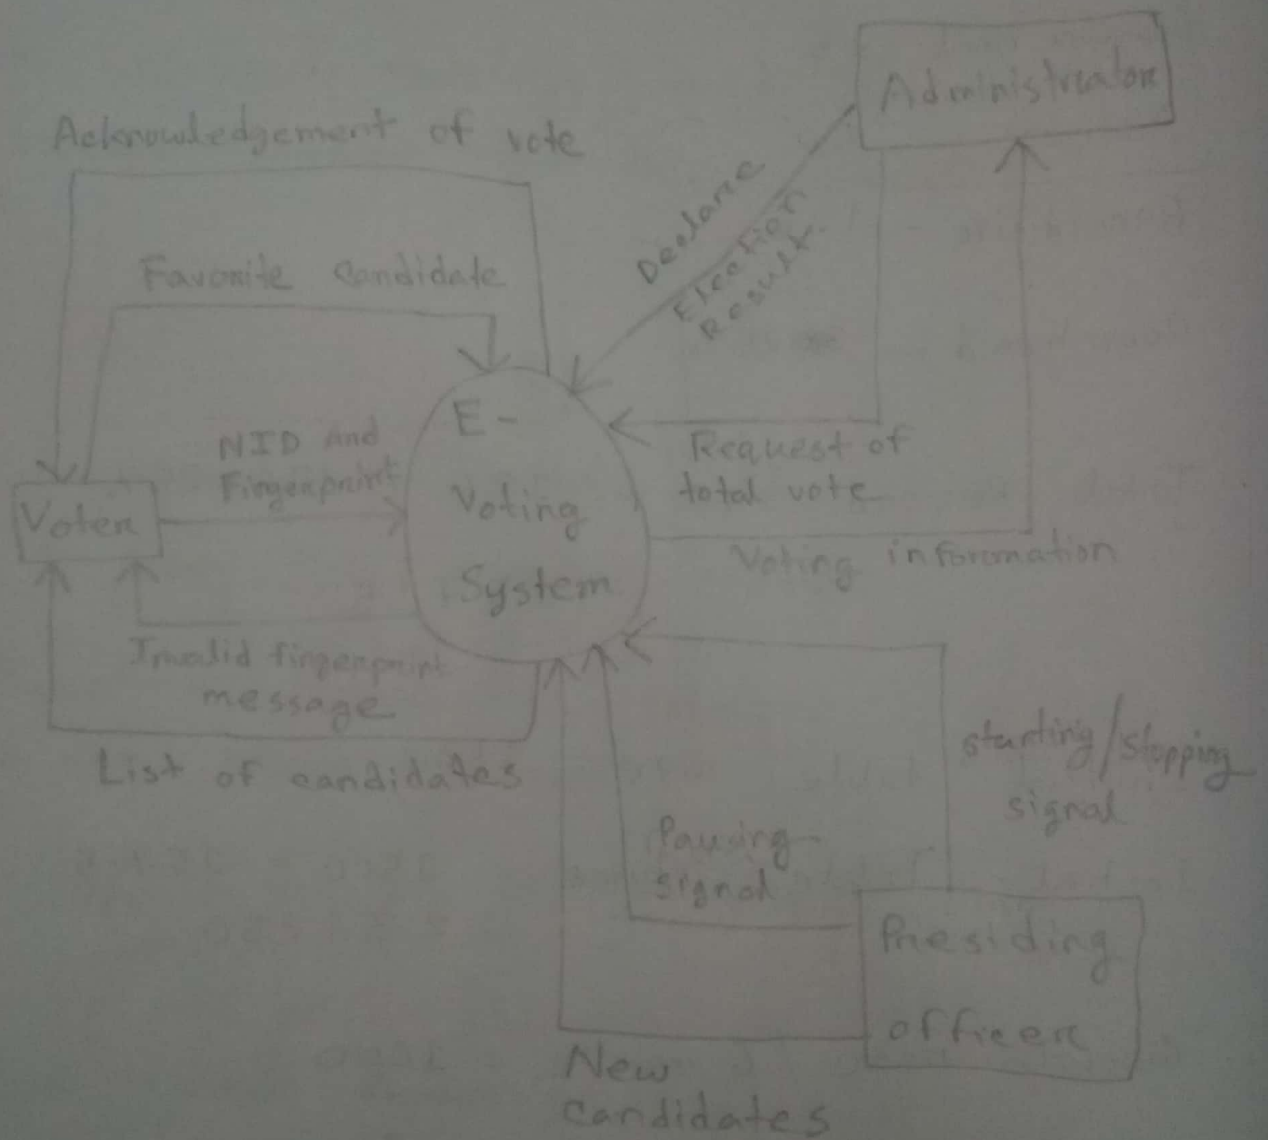 Administrator
Acknowledgement of vote
Declare
Election
Result.
Favorite candidate
E-
Voting
System
NID and
Fingerprint
Request of
total vote
Voter
Voting information
Invalid fingerprint
message
List of candidates
starting/stopping
signal
Pausing
signal
Presiding
officer
New
candidates